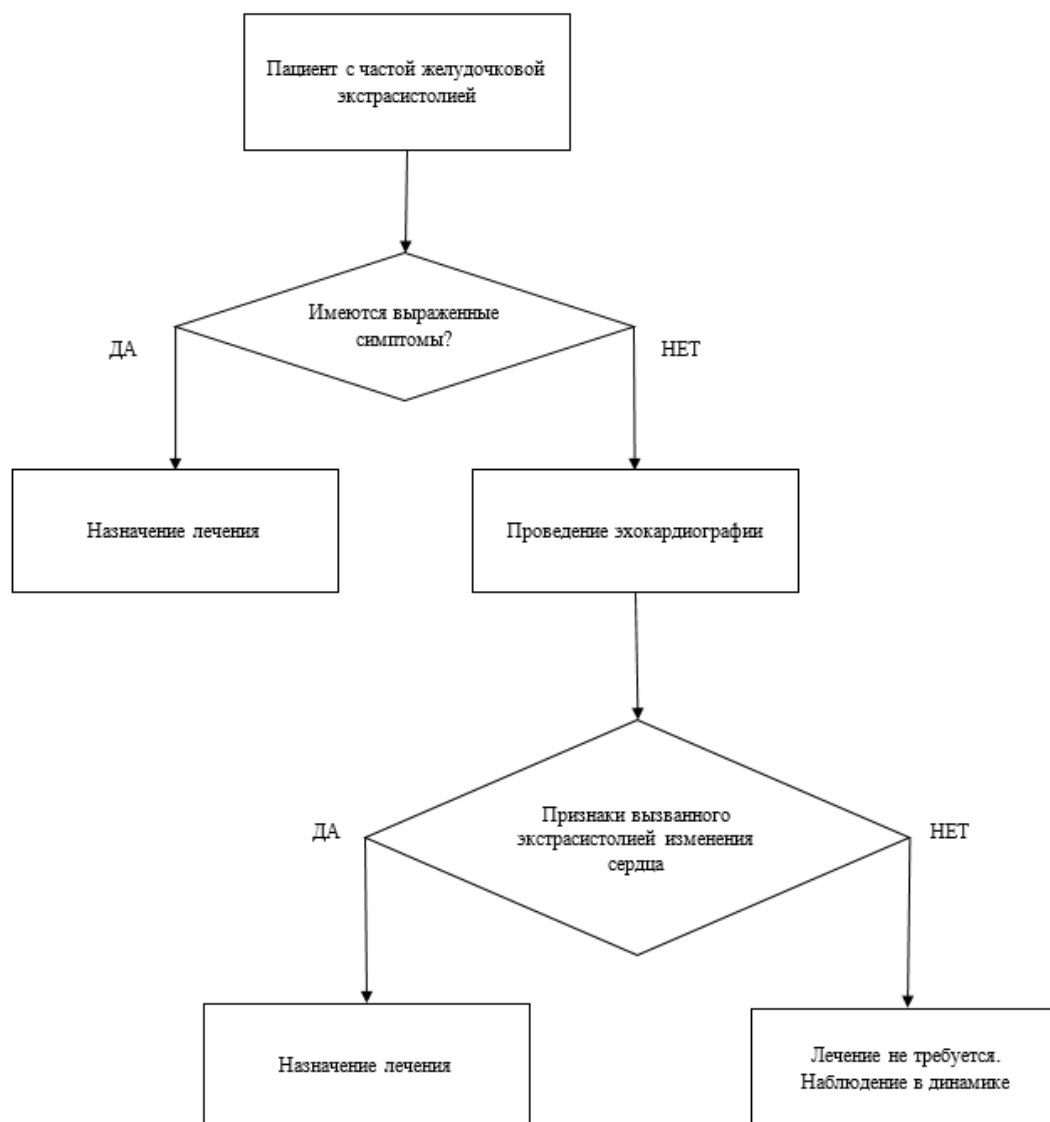 Пациент с частой желудочковой
экстрасистолией
Имеются выраженные
симптомы?
ДА
НЕТ
Назначение лечения
Проведение эхокардиографии
Признаки вызванного
экстрасистолией изменения
сердца
ДА
НЕТ
Назначение лечения
Лечение не требуется.
Наблюдение в динамике